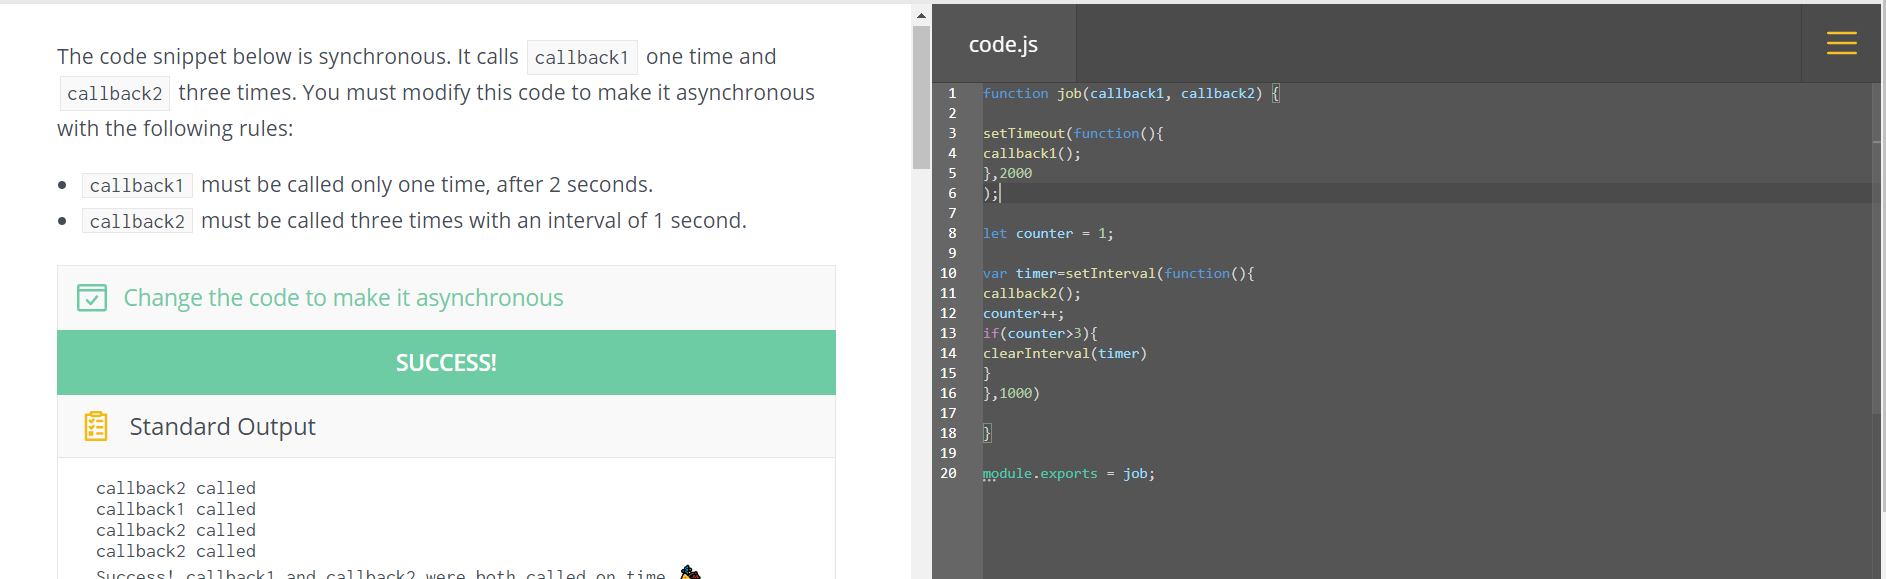 The code snippet below is synchronous. It calls callback1 one time and
callback2 three times. You must modify this code to make it asynchronous
with the following rules:
callback1 must be called only one time, after 2 seconds.
callback2 must be called three times with an interval of 1 second.
Change the code to make it asynchronous
SUCCESS!
Standard Output
callback2 called
callback1 called
callback2 called
callback2 called
Success! callback1 and callback2 were both called on time
code.js
1 function job(callback1, callback2) {
2
3 setTimeout(function(){
4 callback1();
5 },2000
6 );
7
8 let counter = 1;
9
10 var timer=setInterval(function(){
11 callback2();
12 counter++;
13 if(counter>3){
14 clearInterval(timer)
15 }
16 },1000)
17
18 }
19
20 module.exports = job;